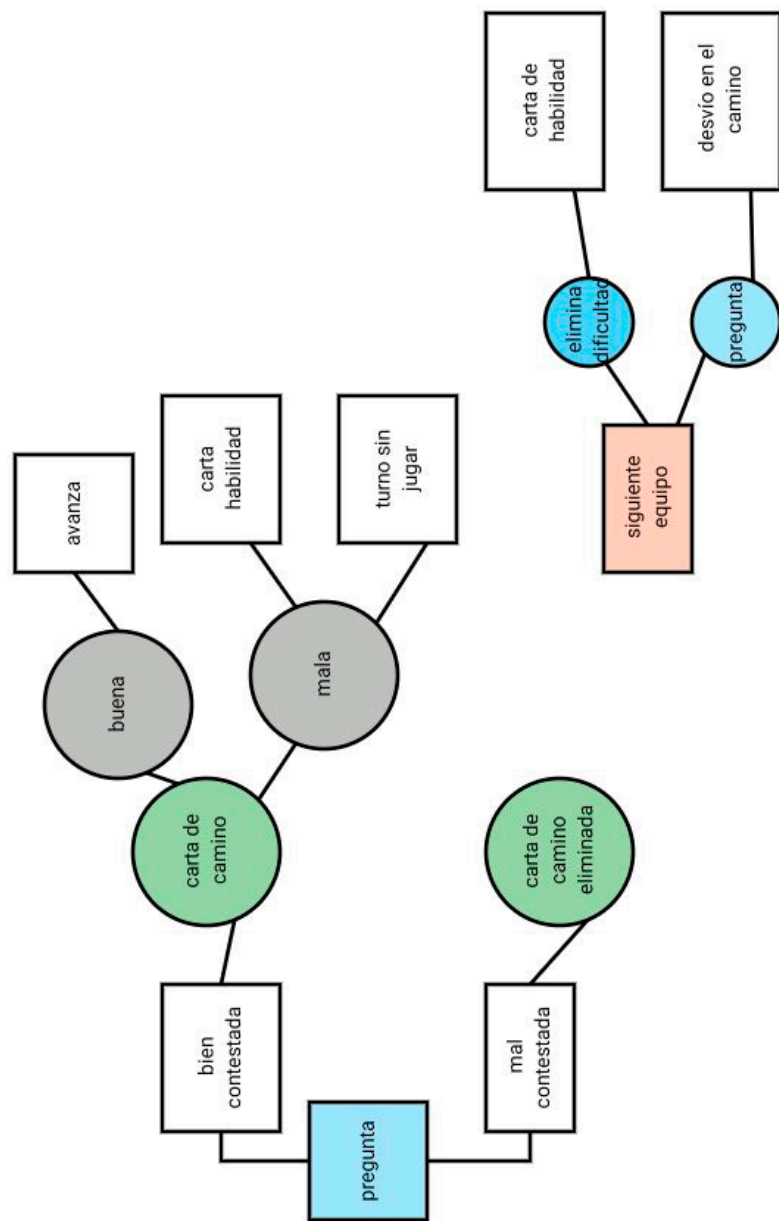 pregunta
bien
contestada
mal
contestada
carta de
camino
carta de
camino
eliminada
buena
mala
avanza
carta
habilidad
turno sin
jugar
siguiente
equipo
elimina
dificultad
pregunta
carta de
habilidad
desvío en el
camino